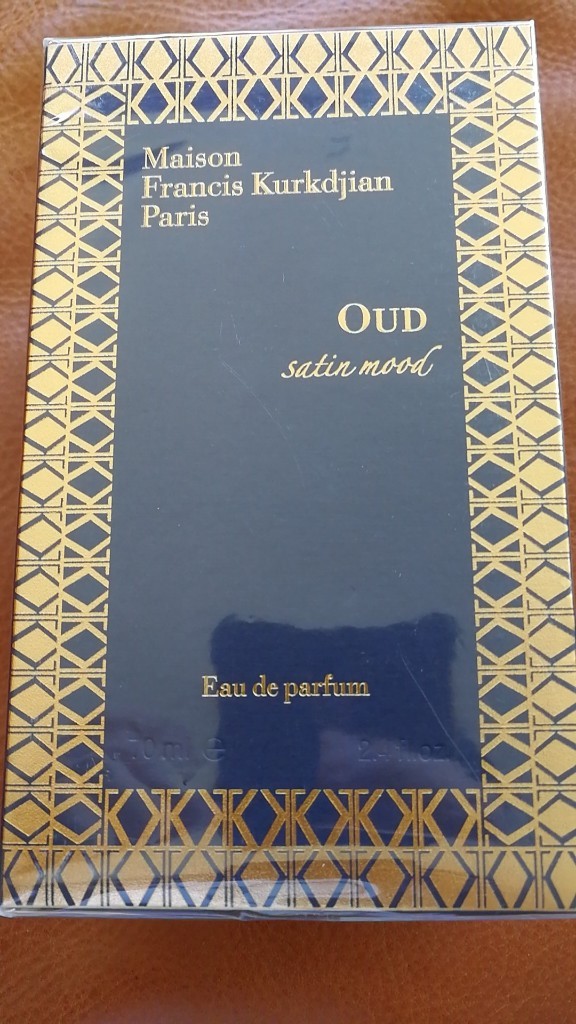 Maison
Francis Kurkdjian
Paris
OUD
satin mood
Eau de parfum
70 ml ℮ 2.4 fl.oz.